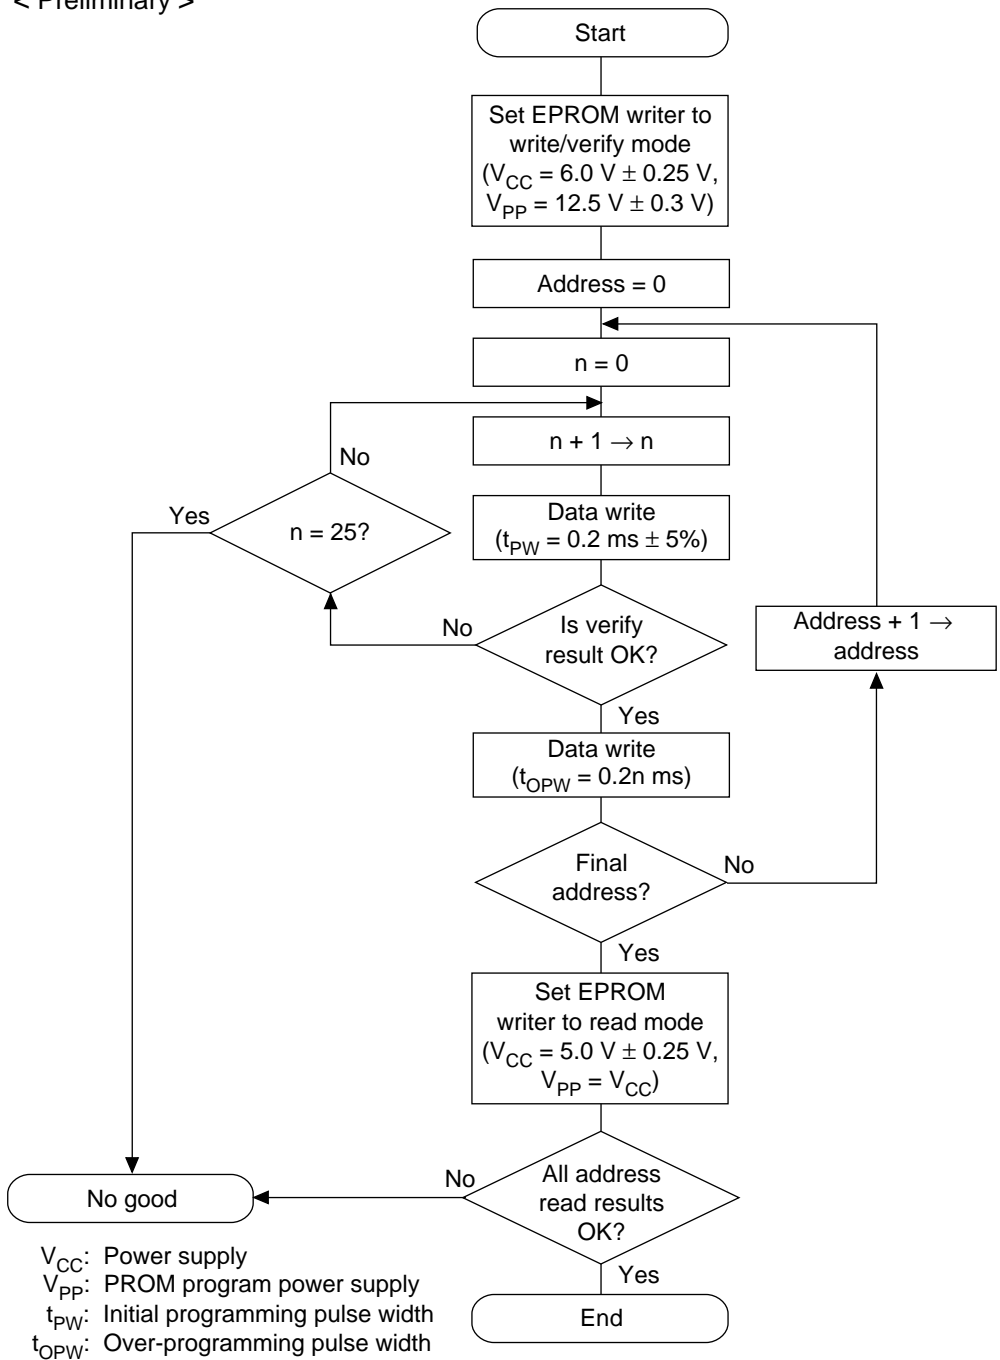 < Preliminary >
Start
Set EPROM writer to
write/verify mode
(VCC = 6.0 V ± 0.25 V,
VPP = 12.5 V ± 0.3 V)
Address = 0
n = 0
n + 1 → n
No
Yes
n = 25?
Data write
(tPW = 0.2 ms ± 5%)
No
Is verify
result OK?
Address + 1 →
address
Yes
Data write
(tOPW = 0.2n ms)
Final
address?
No
Yes
Set EPROM
writer to read mode
(VCC = 5.0 V ± 0.25 V,
VPP = VCC)
No
All address
read results
OK?
No good
Yes
End
VCC: Power supply
VPP: PROM program power supply
tPW: Initial programming pulse width
tOPW: Over-programming pulse width